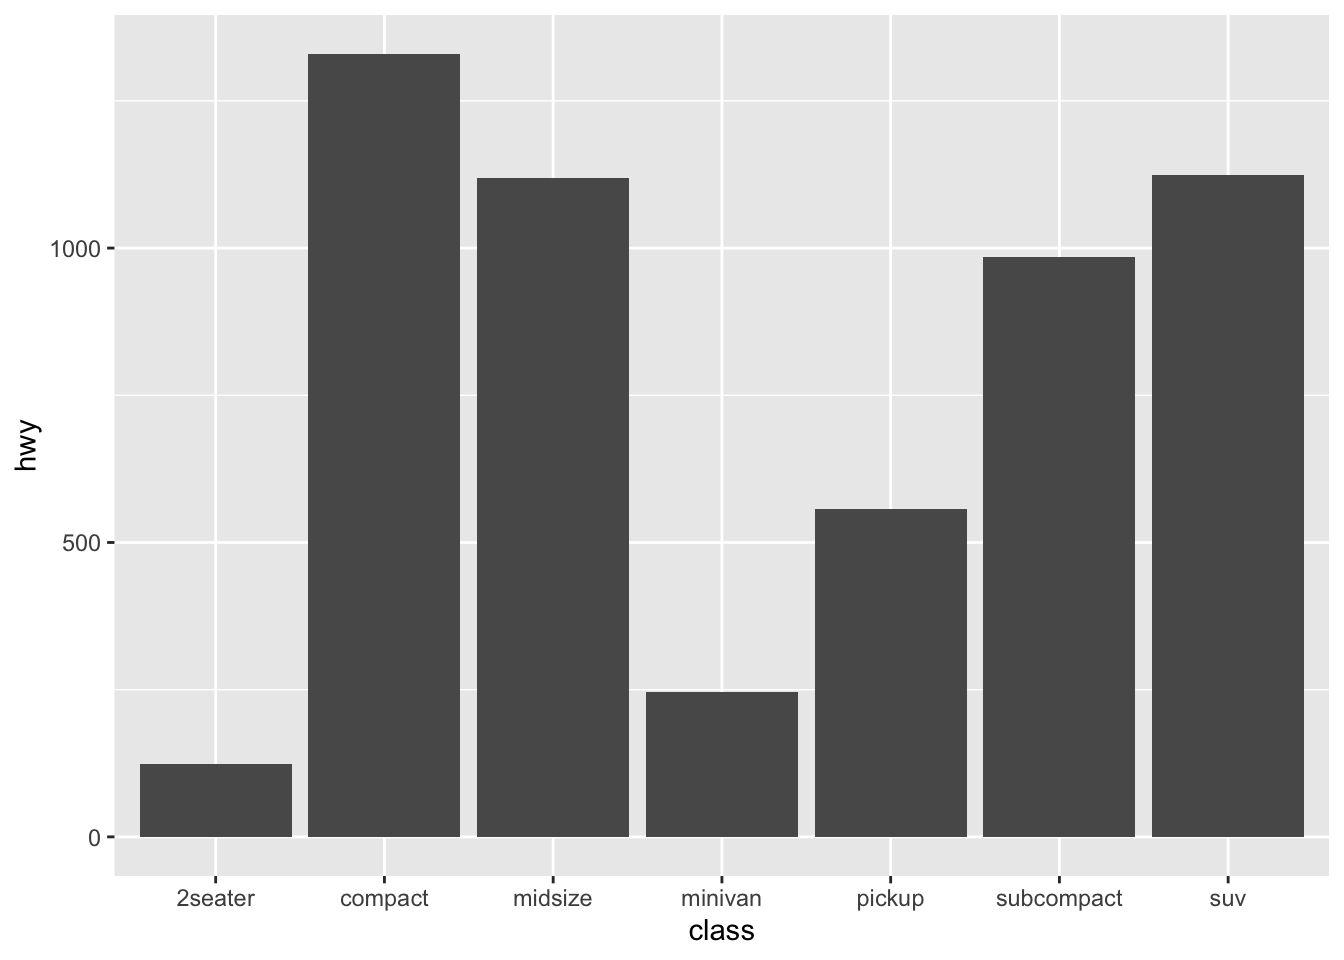 hwy
1000
500
0
2seater compact midsize minivan pickup subcompact suv
class